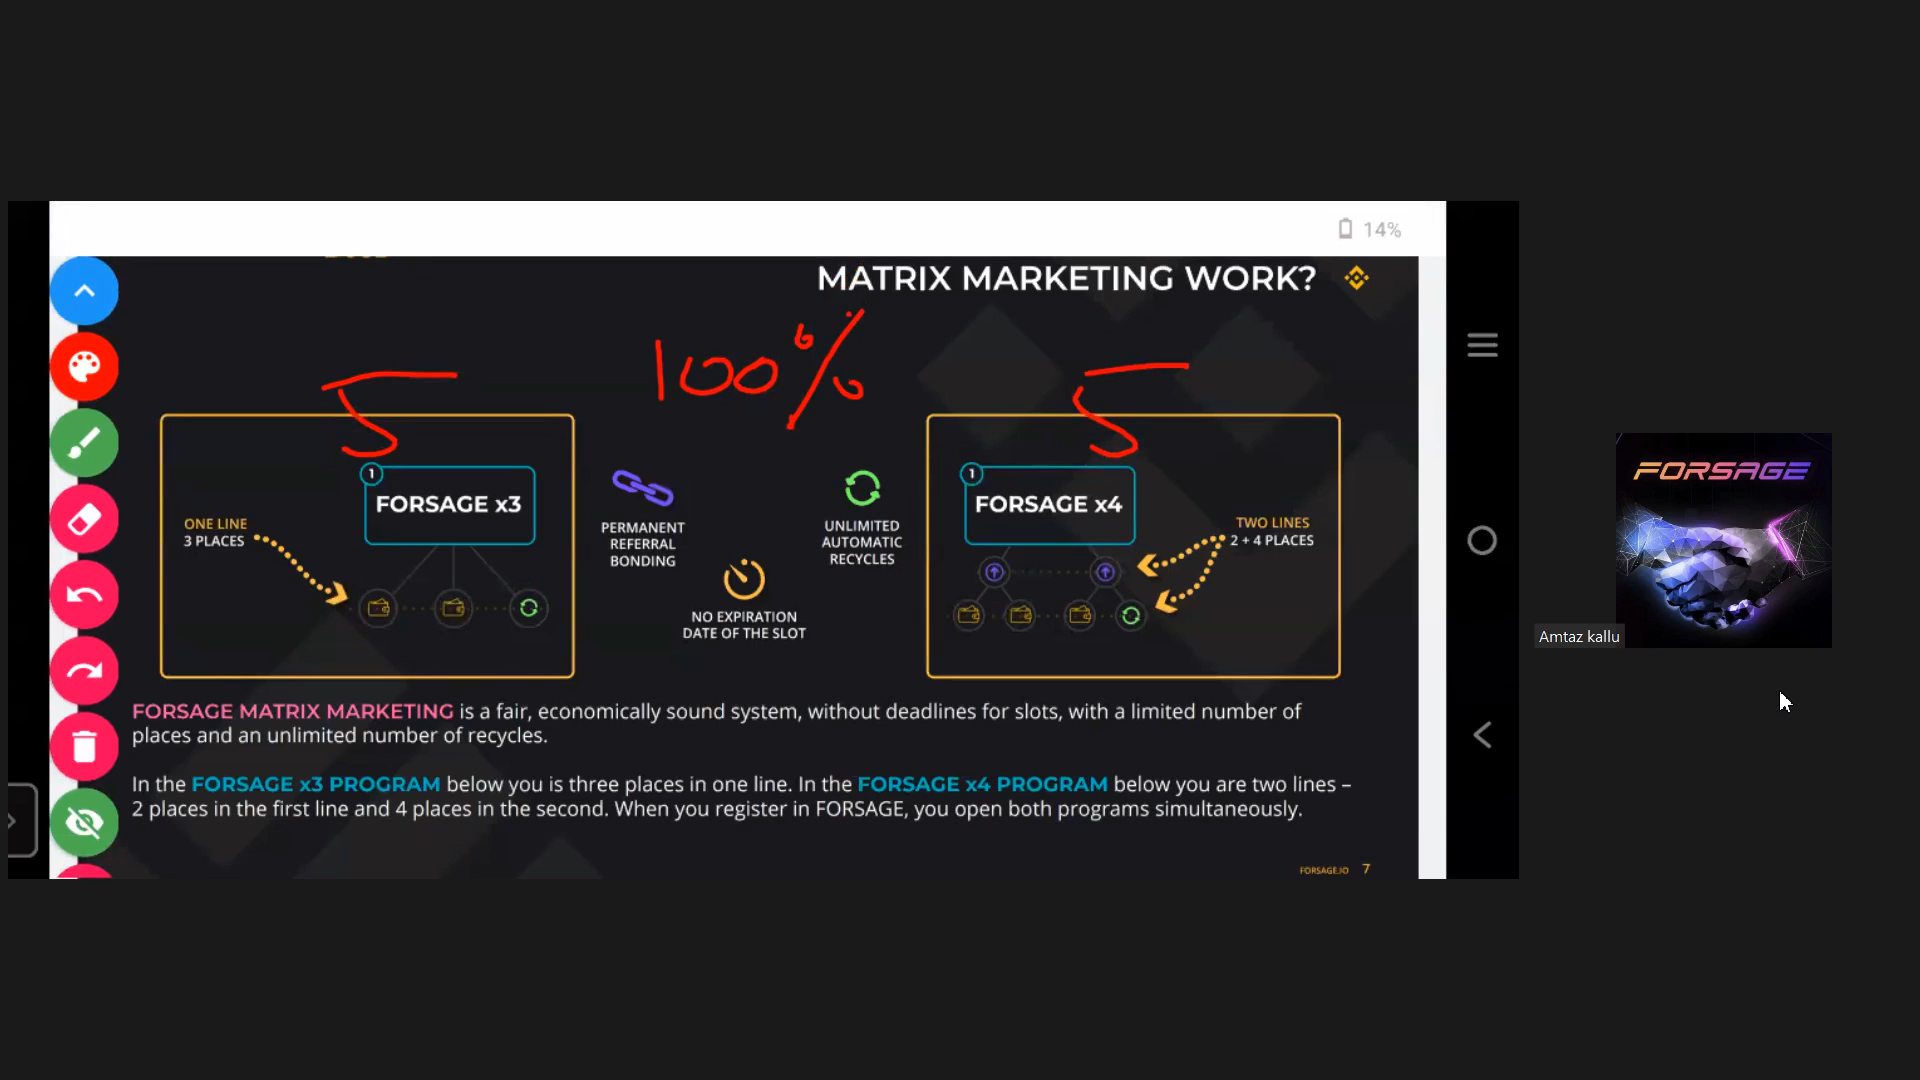 14%
MATRIX MARKETING WORK?
100%
5
5
1
FORSAGE x3
ONE LINE
3 PLACES
PERMANENT
REFERRAL
BONDING
NO EXPIRATION
DATE OF THE SLOT
UNLIMITED
AUTOMATIC
RECYCLES
1
FORSAGE x4
TWO LINES
2 + 4 PLACES
FORSAGE MATRIX MARKETING is a fair, economically sound system, without deadlines for slots, with a limited number of
places and an unlimited number of recycles.
In the FORSAGE x3 PROGRAM below you is three places in one line. In the FORSAGE x4 PROGRAM below you are two lines –
2 places in the first line and 4 places in the second. When you register in FORSAGE, you open both programs simultaneously.
FORSAGE.IO 7
FORSAGE
Amtaz kallu